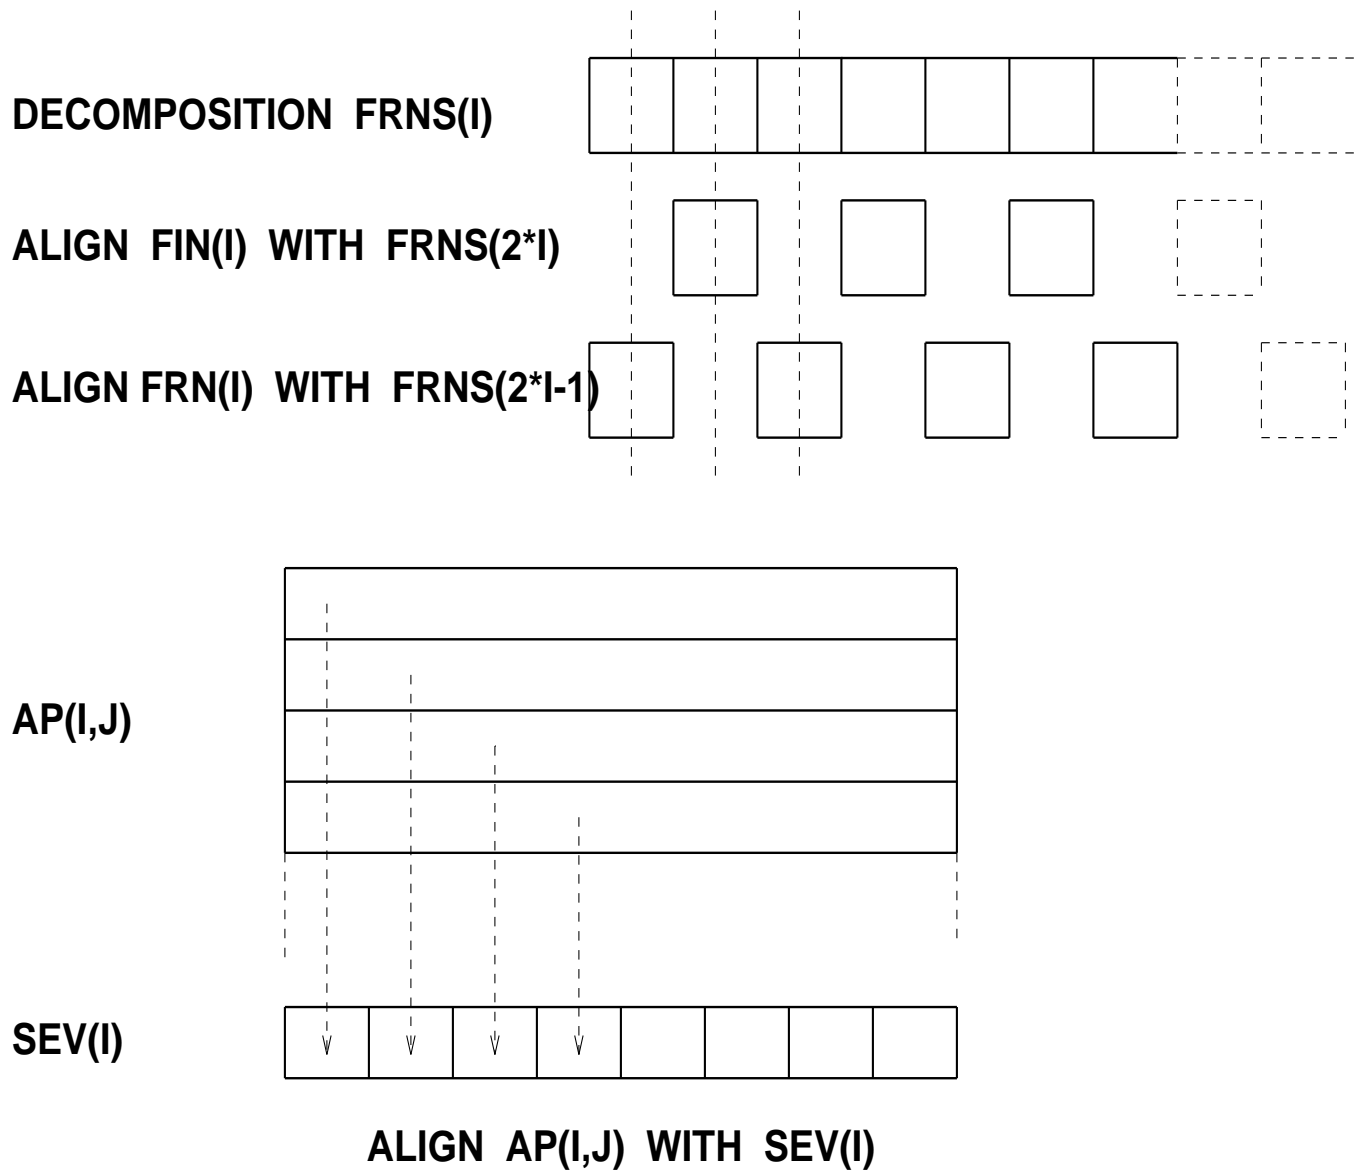 DECOMPOSITION FRNS(I)
ALIGN FIN(I) WITH FRNS(2*I)
ALIGN FRN(I) WITH FRNS(2*I-1)
AP(I,J)
SEV(I)
ALIGN AP(I,J) WITH SEV(I)